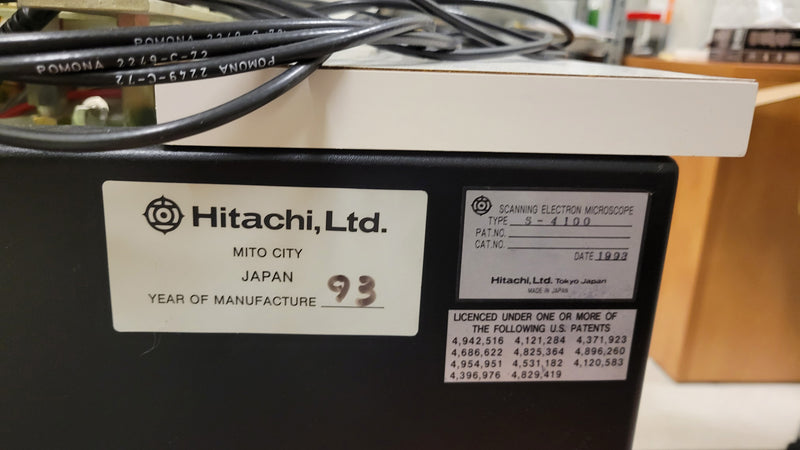 POMONA 2249-C-72
POMONA 2249-C-72
Hitachi, Ltd.
MITO CITY
JAPAN
YEAR OF MANUFACTURE 93
SCANNING ELECTRON MICROSCOPE
TYPE S-4100
PAT.NO.
CAT.NO.
DATE 1993
Hitachi, Ltd. Tokyo Japan
MADE IN JAPAN
LICENCED UNDER ONE OR MORE OF
THE FOLLOWING U.S. PATENTS
4,942,516 4,121,284 4,371,923
4,686,622 4,825,364 4,896,260
4,954,951 4,531,182 4,120,583
4,396,976 4,829,419